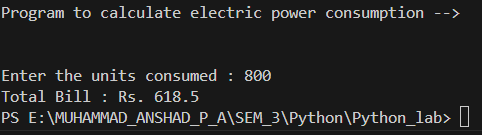 Program to calculate electric power consumption -->
Enter the units consumed : 800
Total Bill : Rs. 618.5
PS E:\MUHAMMAD_ANSHAD_P_A\SEM_3\Python\Python_lab>